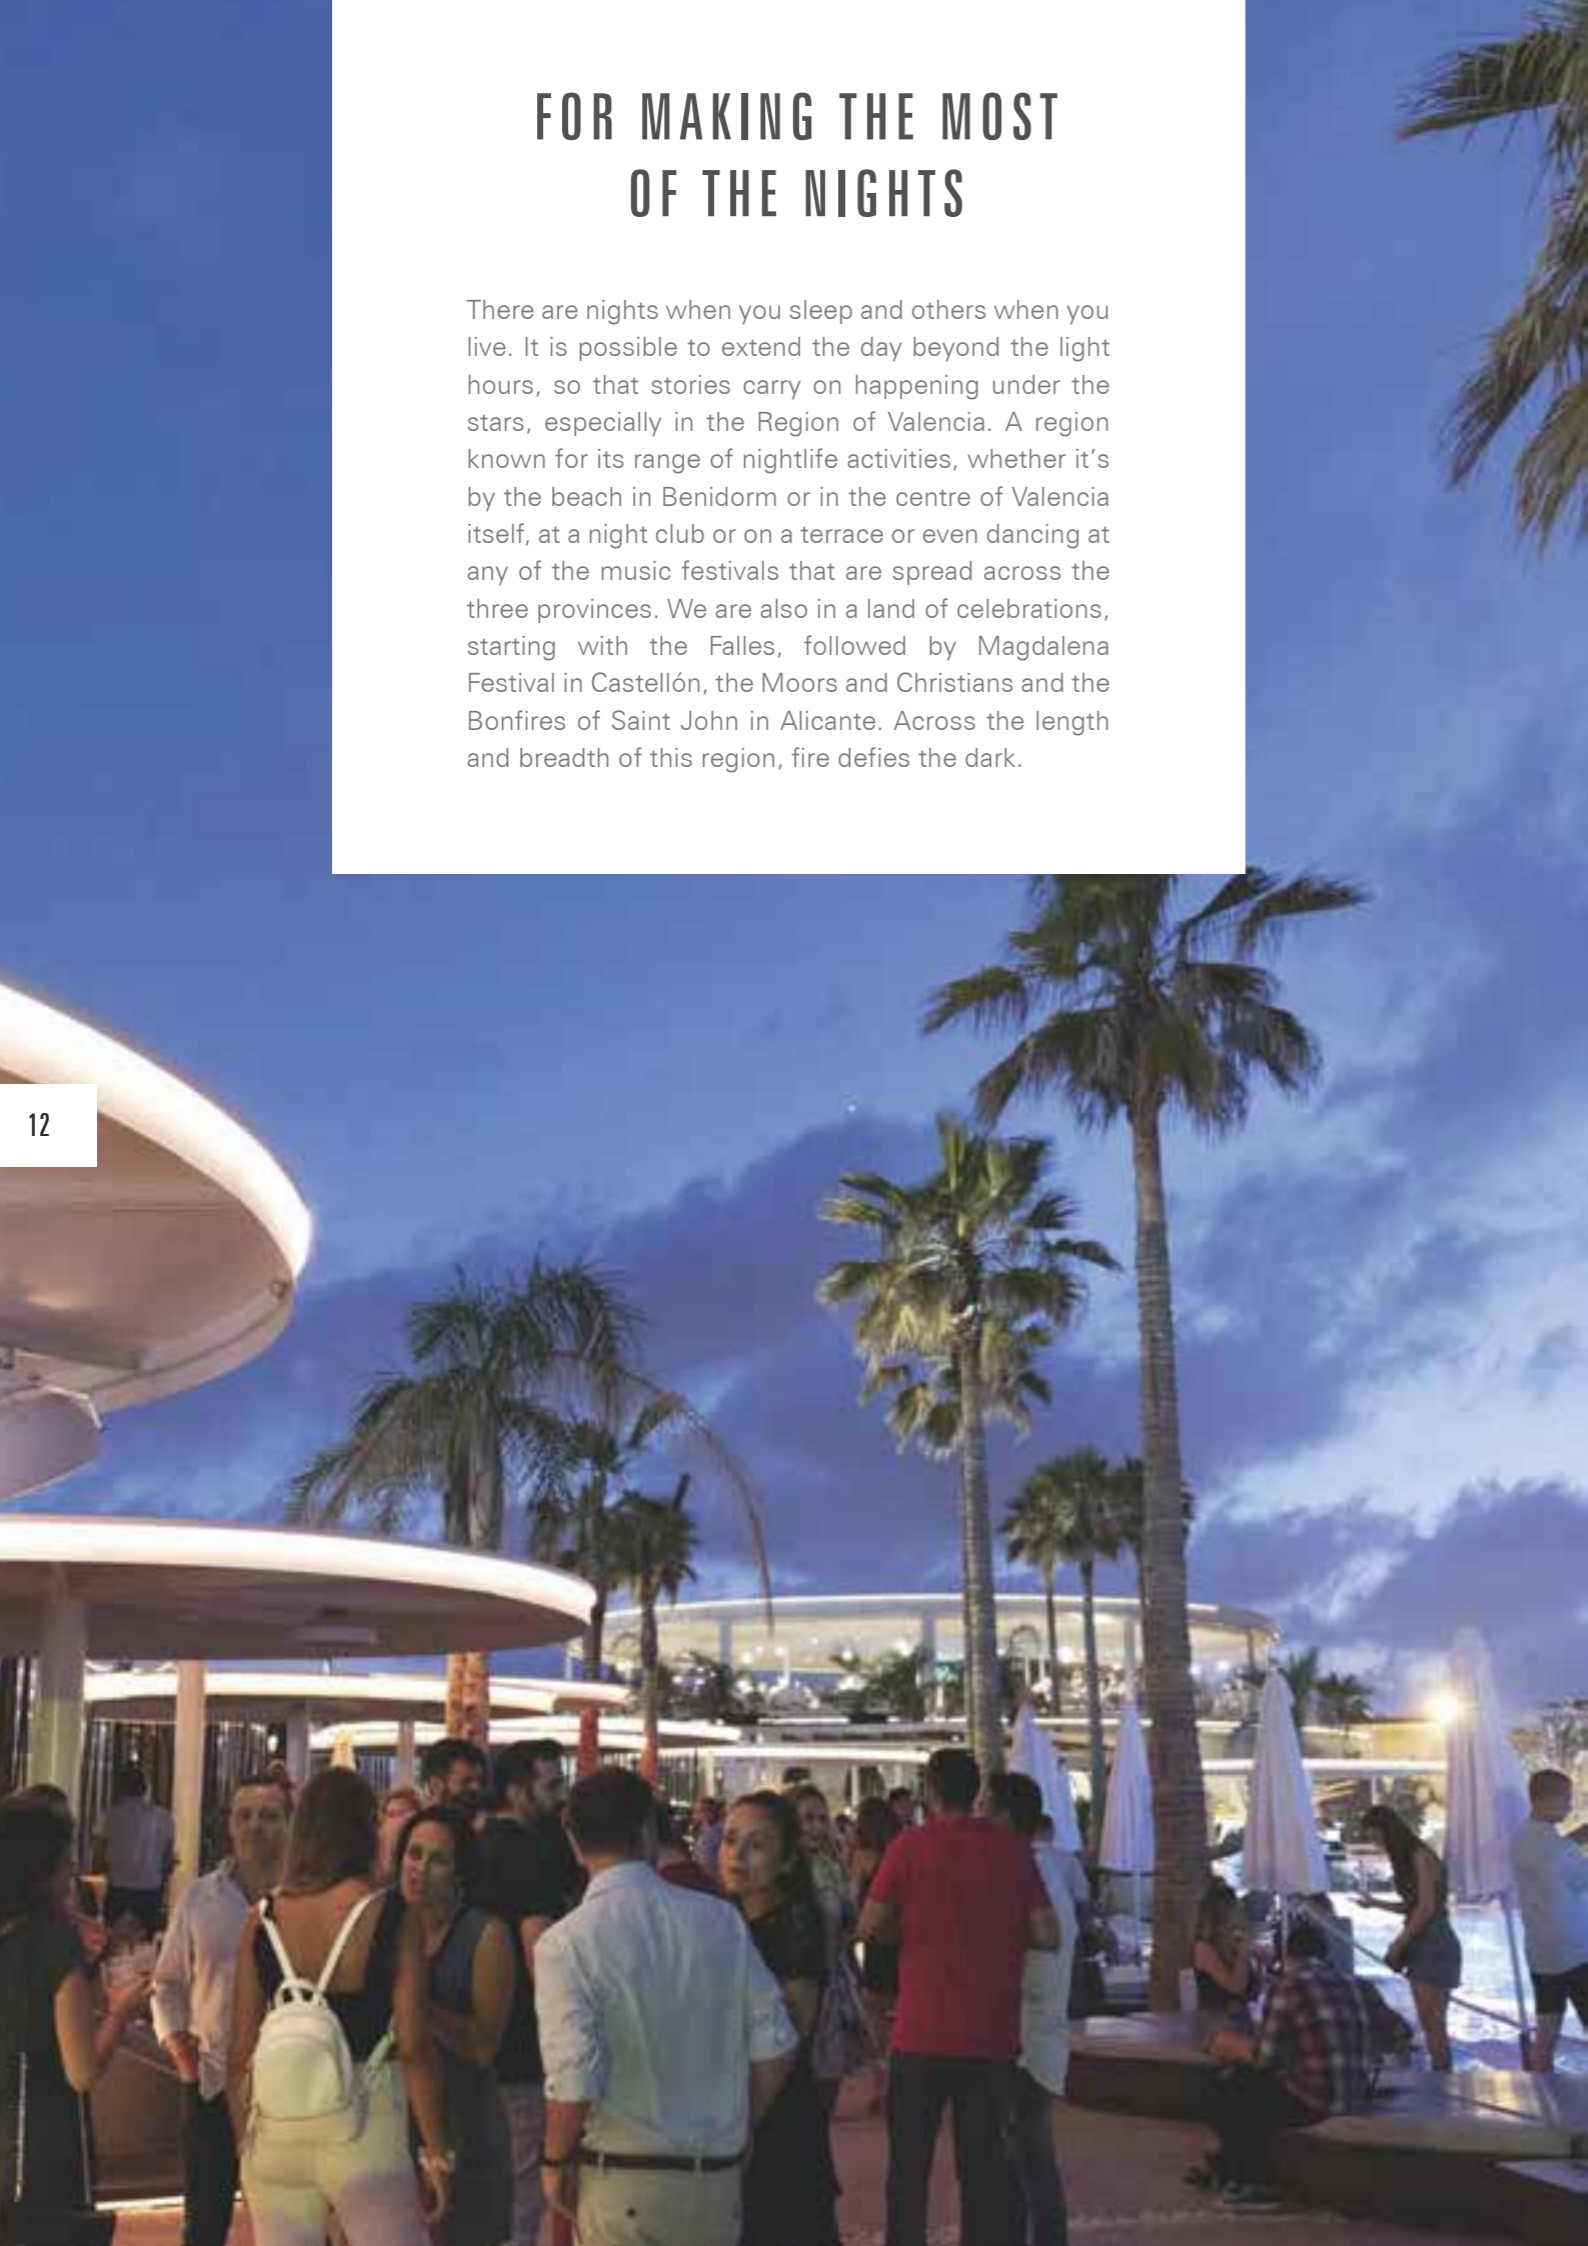 FOR MAKING THE MOST
OF THE NIGHTS
There are nights when you sleep and others when you
live. It is possible to extend the day beyond the light
hours, so that stories carry on happening under the
stars, especially in the Region of Valencia. A region
known for its range of nightlife activities, whether it's
by the beach in Benidorm or in the centre of Valencia
itself, at a night club or on a terrace or even dancing at
any of the music festivals that are spread across the
three provinces. We are also in a land of celebrations,
starting with the Falles, followed by Magdalena
Festival in Castellón, the Moors and Christians and the
Bonfires of Saint John in Alicante. Across the length
and breadth of this region, fire defies the dark.
12